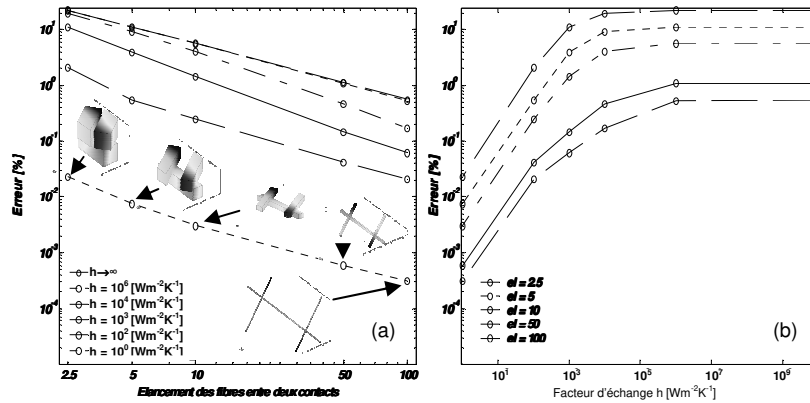 10¹
10⁰
10⁻¹
10⁻²
10⁻³
10⁻⁴
Erreur [%]
h→∞
h = 10⁶ [Wm⁻²K⁻¹]
h = 10⁴ [Wm⁻²K⁻¹]
h = 10³ [Wm⁻²K⁻¹]
h = 10² [Wm⁻²K⁻¹]
h = 10⁰ [Wm⁻²K⁻¹]
(a)
2.5 5 10 50 100
Elancement des fibres entre deux contacts
10¹
10⁰
10⁻¹
10⁻²
10⁻³
10⁻⁴
Erreur [%]
el = 2.5
el = 5
el = 10
el = 50
el = 100
(b)
10¹ 10³ 10⁵ 10⁷ 10⁹
Facteur d'échange h [Wm⁻²K⁻¹]